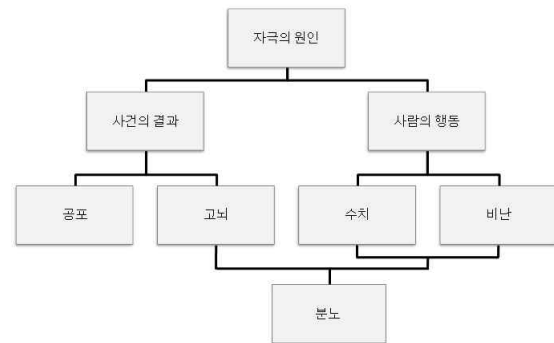 자극의 원인
사건의 결과
사람의 행동
공포
고뇌
수치
비난
분노